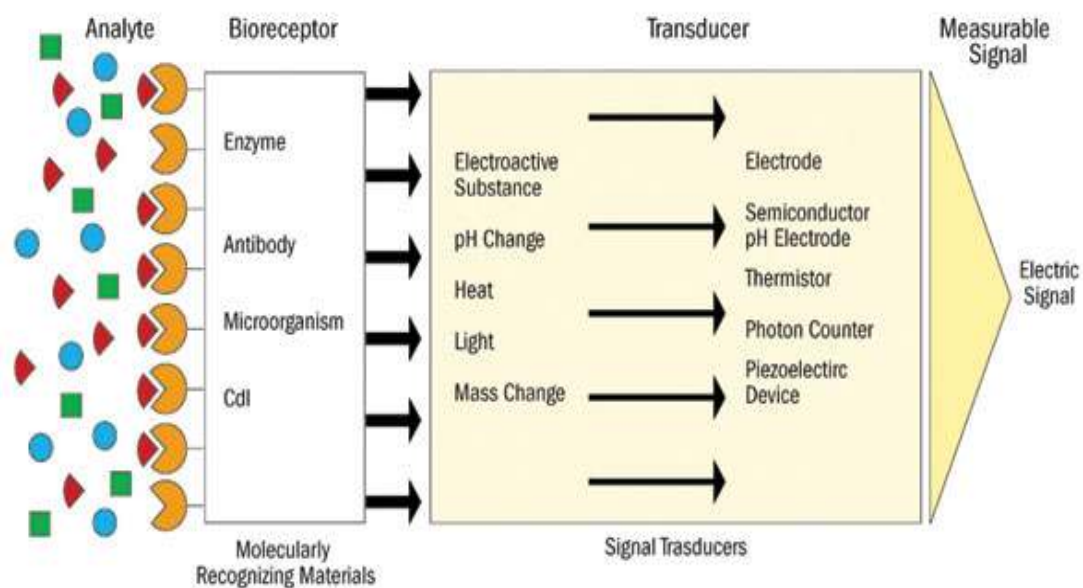 Analyte
Bioreceptor
Transducer
Measurable
Signal
Enzyme
Antibody
Microorganism
Cdl
Electroactive
Substance
pH Change
Heat
Light
Mass Change
Electrode
Semiconductor
pH Electrode
Thermistor
Photon Counter
Piezoelectirc
Device
Electric
Signal
Molecularly
Recognizing Materials
Signal Trasducers